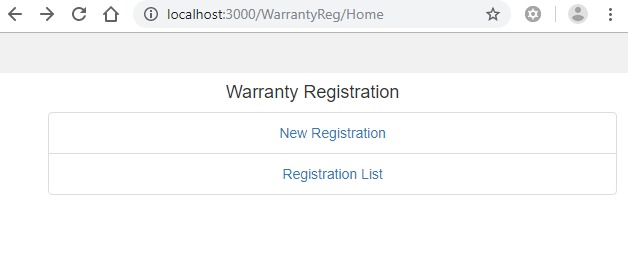 localhost:3000/WarrantyReg/Home
Warranty Registration
New Registration
Registration List